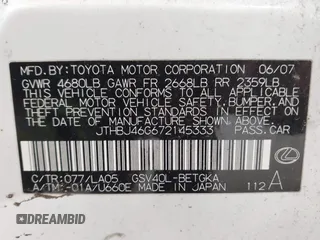 MFD. BY: TOYOTA MOTOR CORPORATION 06/07
GVWR 4680LB GAWR FR 2668LB RR 2359LB
THIS VEHICLE CONFORMS TO ALL APPLICABLE
FEDERAL MOTOR VEHICLE SAFETY, BUMPER,
AND THEFT PREVENTION STANDARDS IN EFFECT
ON THE DATE OF MANUFACTURE SHOWN ABOVE.
JTHBJ46G672145333 PASS.CAR
C/TR:077/LA05 GSV40L-BETGKA
A/TM:-01A/U660E MADE IN JAPAN 112A